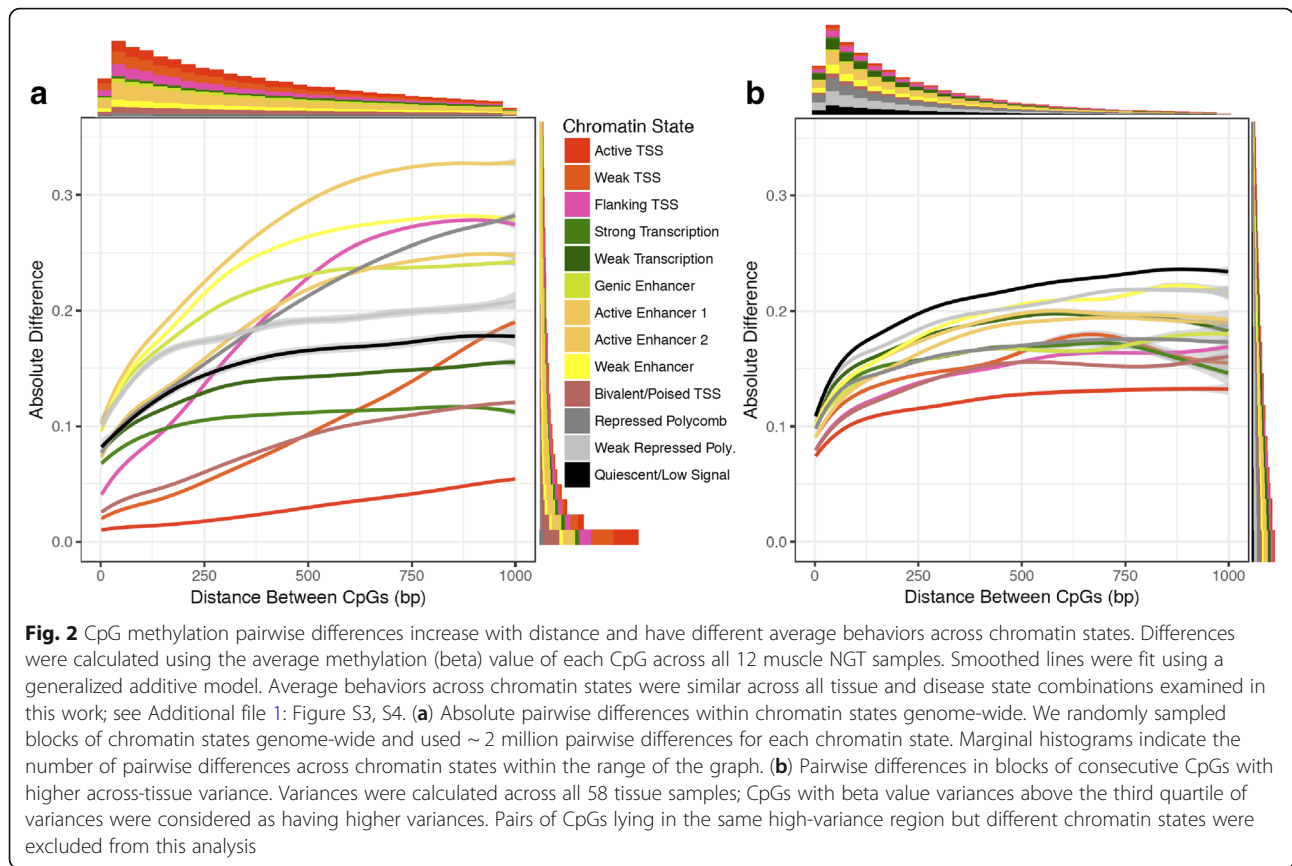 a
b
Chromatin State
Active TSS
Weak TSS
Flanking TSS
Strong Transcription
Weak Transcription
Genic Enhancer
Active Enhancer 1
Active Enhancer 2
Weak Enhancer
Bivalent/Poised TSS
Repressed Polycomb
Weak Repressed Poly.
Quiescent/Low Signal
Absolute Difference
0.3
0.2
0.1
0.0
0
250
500
750
1000
Distance Between CpGs (bp)
Absolute Difference
0.3
0.2
0.1
0.0
0
250
500
750
1000
Distance Between CpGs (bp)
Fig. 2 CpG methylation pairwise differences increase with distance and have different average behaviors across chromatin states. Differences
were calculated using the average methylation (beta) value of each CpG across all 12 muscle NGT samples. Smoothed lines were fit using a
generalized additive model. Average behaviors across chromatin states were similar across all tissue and disease state combinations examined in
this work; see Additional file 1: Figure S3, S4. (a) Absolute pairwise differences within chromatin states genome-wide. We randomly sampled
blocks of chromatin states genome-wide and used ~ 2 million pairwise differences for each chromatin state. Marginal histograms indicate the
number of pairwise differences across chromatin states within the range of the graph. (b) Pairwise differences in blocks of consecutive CpGs with
higher across-tissue variance. Variances were calculated across all 58 tissue samples; CpGs with beta value variances above the third quartile of
variances were considered as having higher variances. Pairs of CpGs lying in the same high-variance region but different chromatin states were
excluded from this analysis